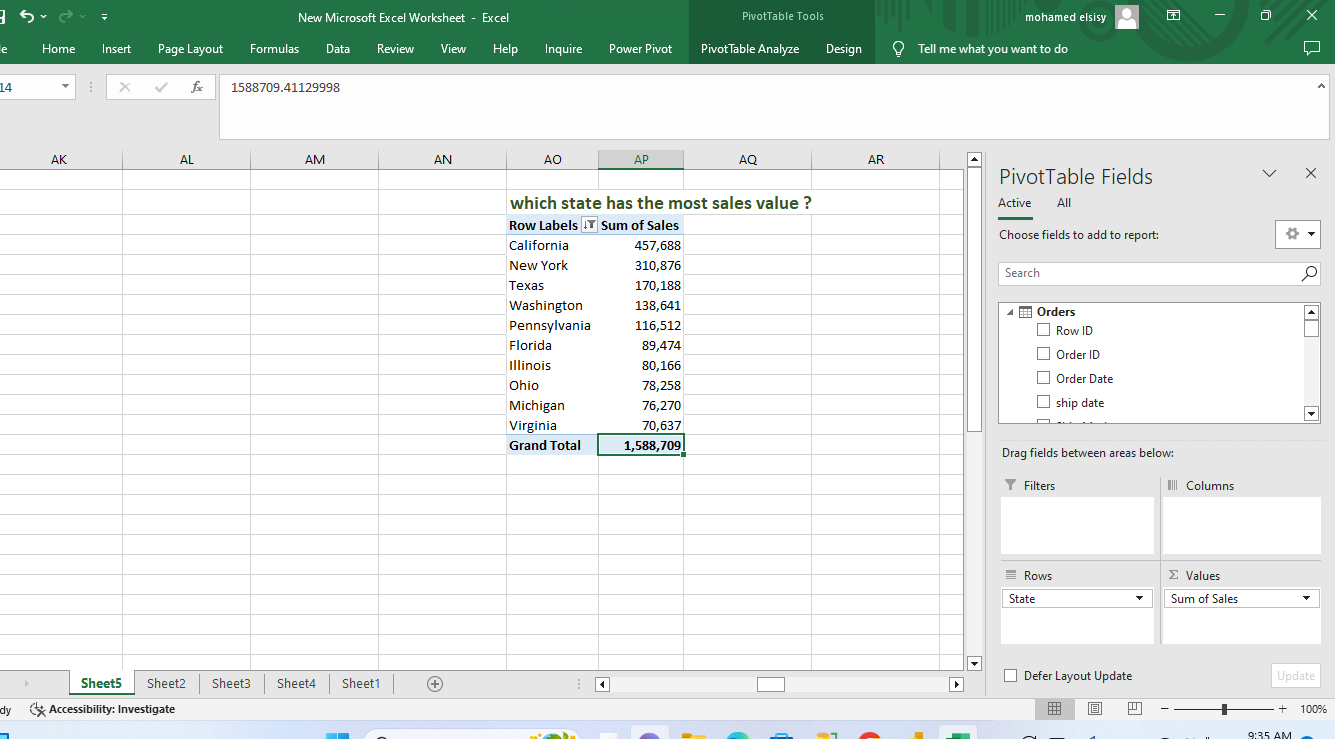 New Microsoft Excel Worksheet - Excel
PivotTable Tools
mohamed elsisy
Home Insert Page Layout Formulas Data Review View Help Inquire Power Pivot PivotTable Analyze Design Tell me what you want to do
14 fx 1588709.41129998
AK AL AM AN AO AP AQ AR
which state has the most sales value ?
Row Labels Sum of Sales
California 457,688
New York 310,876
Texas 170,188
Washington 138,641
Pennsylvania 116,512
Florida 89,474
Illinois 80,166
Ohio 78,258
Michigan 76,270
Virginia 70,637
Grand Total 1,588,709
PivotTable Fields
Active All
Choose fields to add to report:
Search
Orders
Row ID
Order ID
Order Date
ship date
Drag fields between areas below:
Filters Columns
Rows Σ Values
State Sum of Sales
Defer Layout Update Update
Sheet5 Sheet2 Sheet3 Sheet4 Sheet1
Accessibility: Investigate
100%
9:35 AM